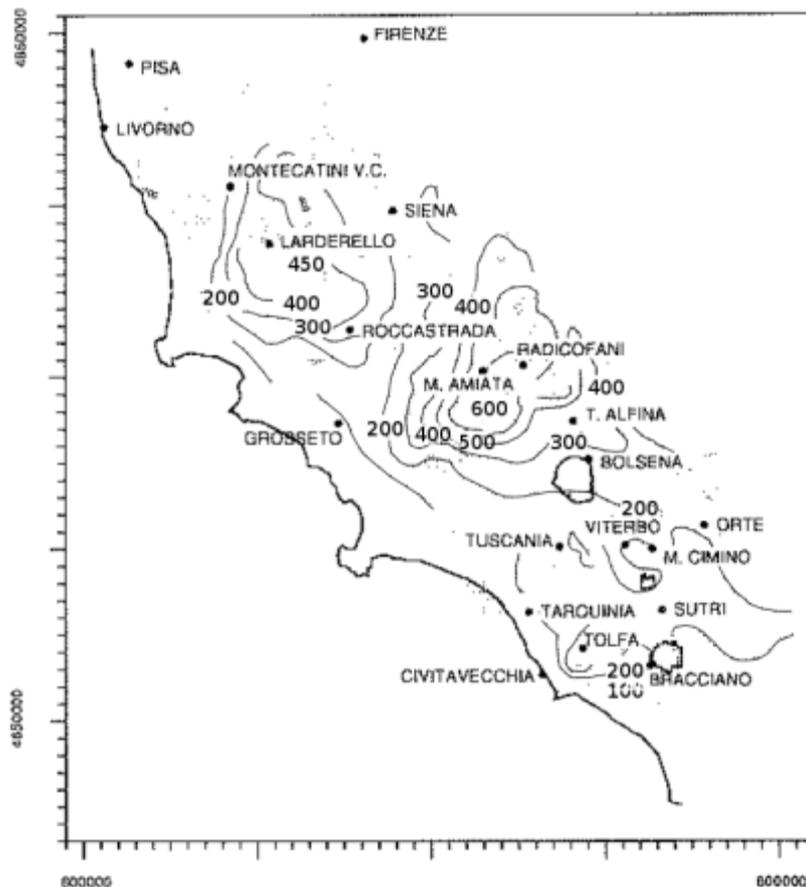 4850000
FIRENZE
PISA
LIVORNO
MONTECATINI V.C.
SIENA
LARDERELLO
450
200
400
300
300
400
ROCCASTRADA
RADICOFANI
M. AMIATA
400
600
T. ALFINA
GROSSETO
200
400
500
300
BOLSENA
200
VITERBO
ORTE
TUSCANIA
M. CIMINO
TARQUINIA
SUTRI
TOLFA
CIVITAVECCHIA
200
BRACCIANO
100
4650000
600000
800000